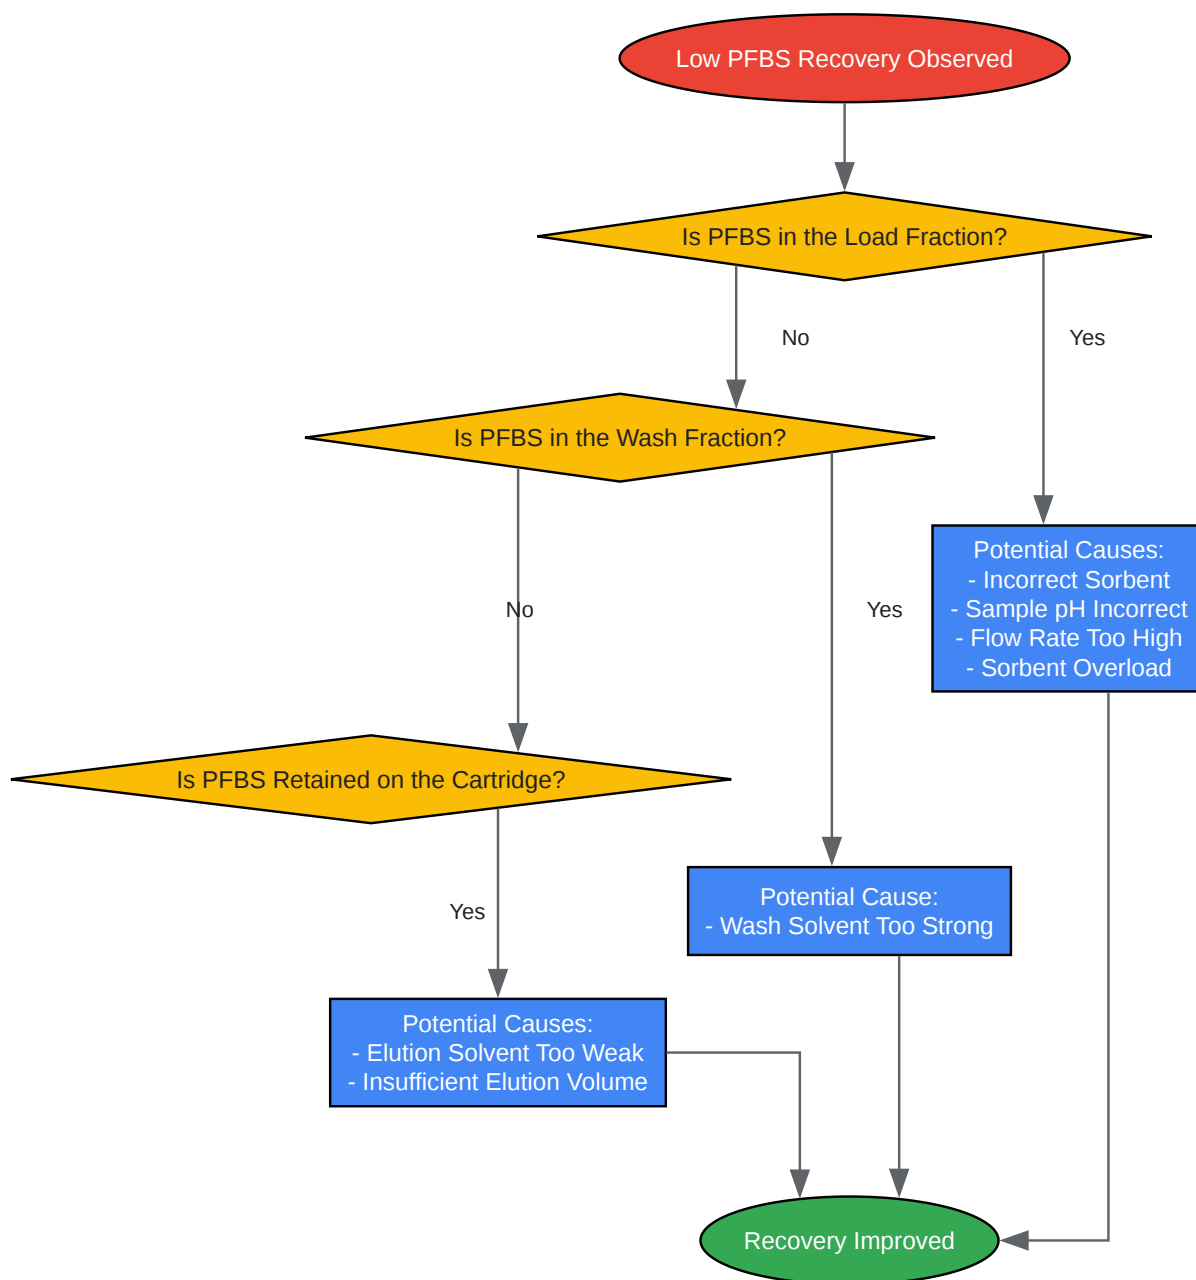 Low PFBS Recovery Observed
Is PFBS in the Load Fraction?
No
Yes
Is PFBS in the Wash Fraction?
Potential Causes:
- Incorrect Sorbent
- Sample pH Incorrect
- Flow Rate Too High
- Sorbent Overload
No
Yes
Is PFBS Retained on the Cartridge?
Potential Cause:
- Wash Solvent Too Strong
Yes
Potential Causes:
- Elution Solvent Too Weak
- Insufficient Elution Volume
Recovery Improved